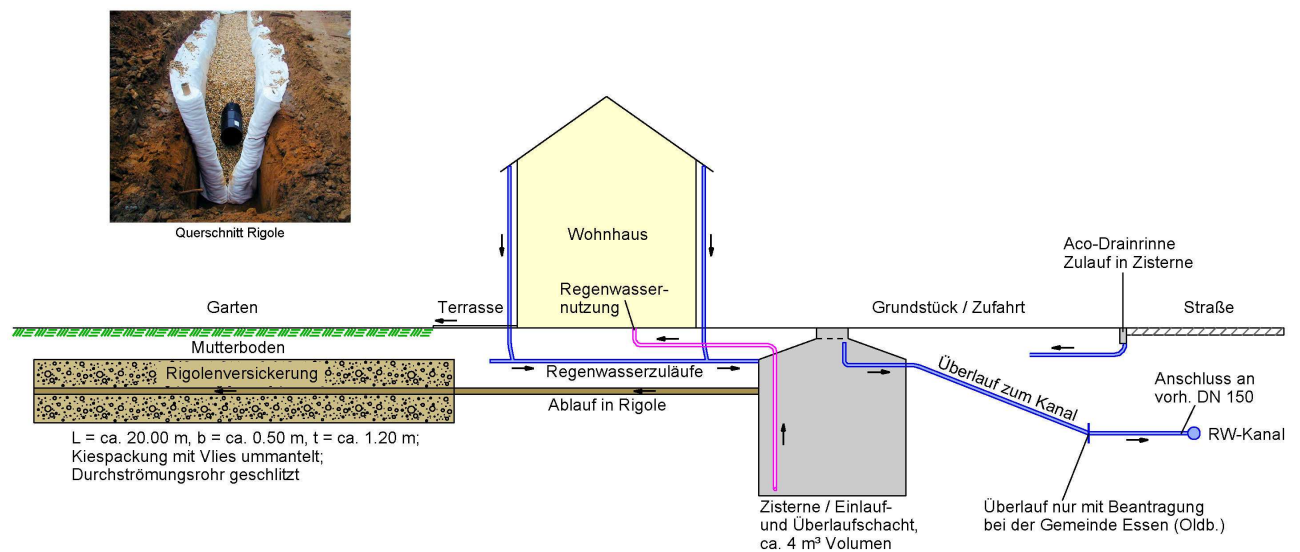 Querschnitt Rigole
Wohnhaus
Aco-Drainrinne
Zulauf in Zisterne
Garten
Terrasse
Regenwasser-
nutzung
Grundstück / Zufahrt
Straße
Mutterboden
Rigolenversickerung
Regenwasserzuläufe
Ablauf in Rigole
Überlauf zum Kanal
Anschluss an
vorh. DN 150
RW-Kanal
L = ca. 20.00 m, b = ca. 0.50 m, t = ca. 1.20 m;
Kiespackung mit Vlies ummantelt;
Durchströmungsrohr geschlitzt
Zisterne / Einlauf-
und Überlaufschacht,
ca. 4 m³ Volumen
Überlauf nur mit Beantragung
bei der Gemeinde Essen (Oldb.)